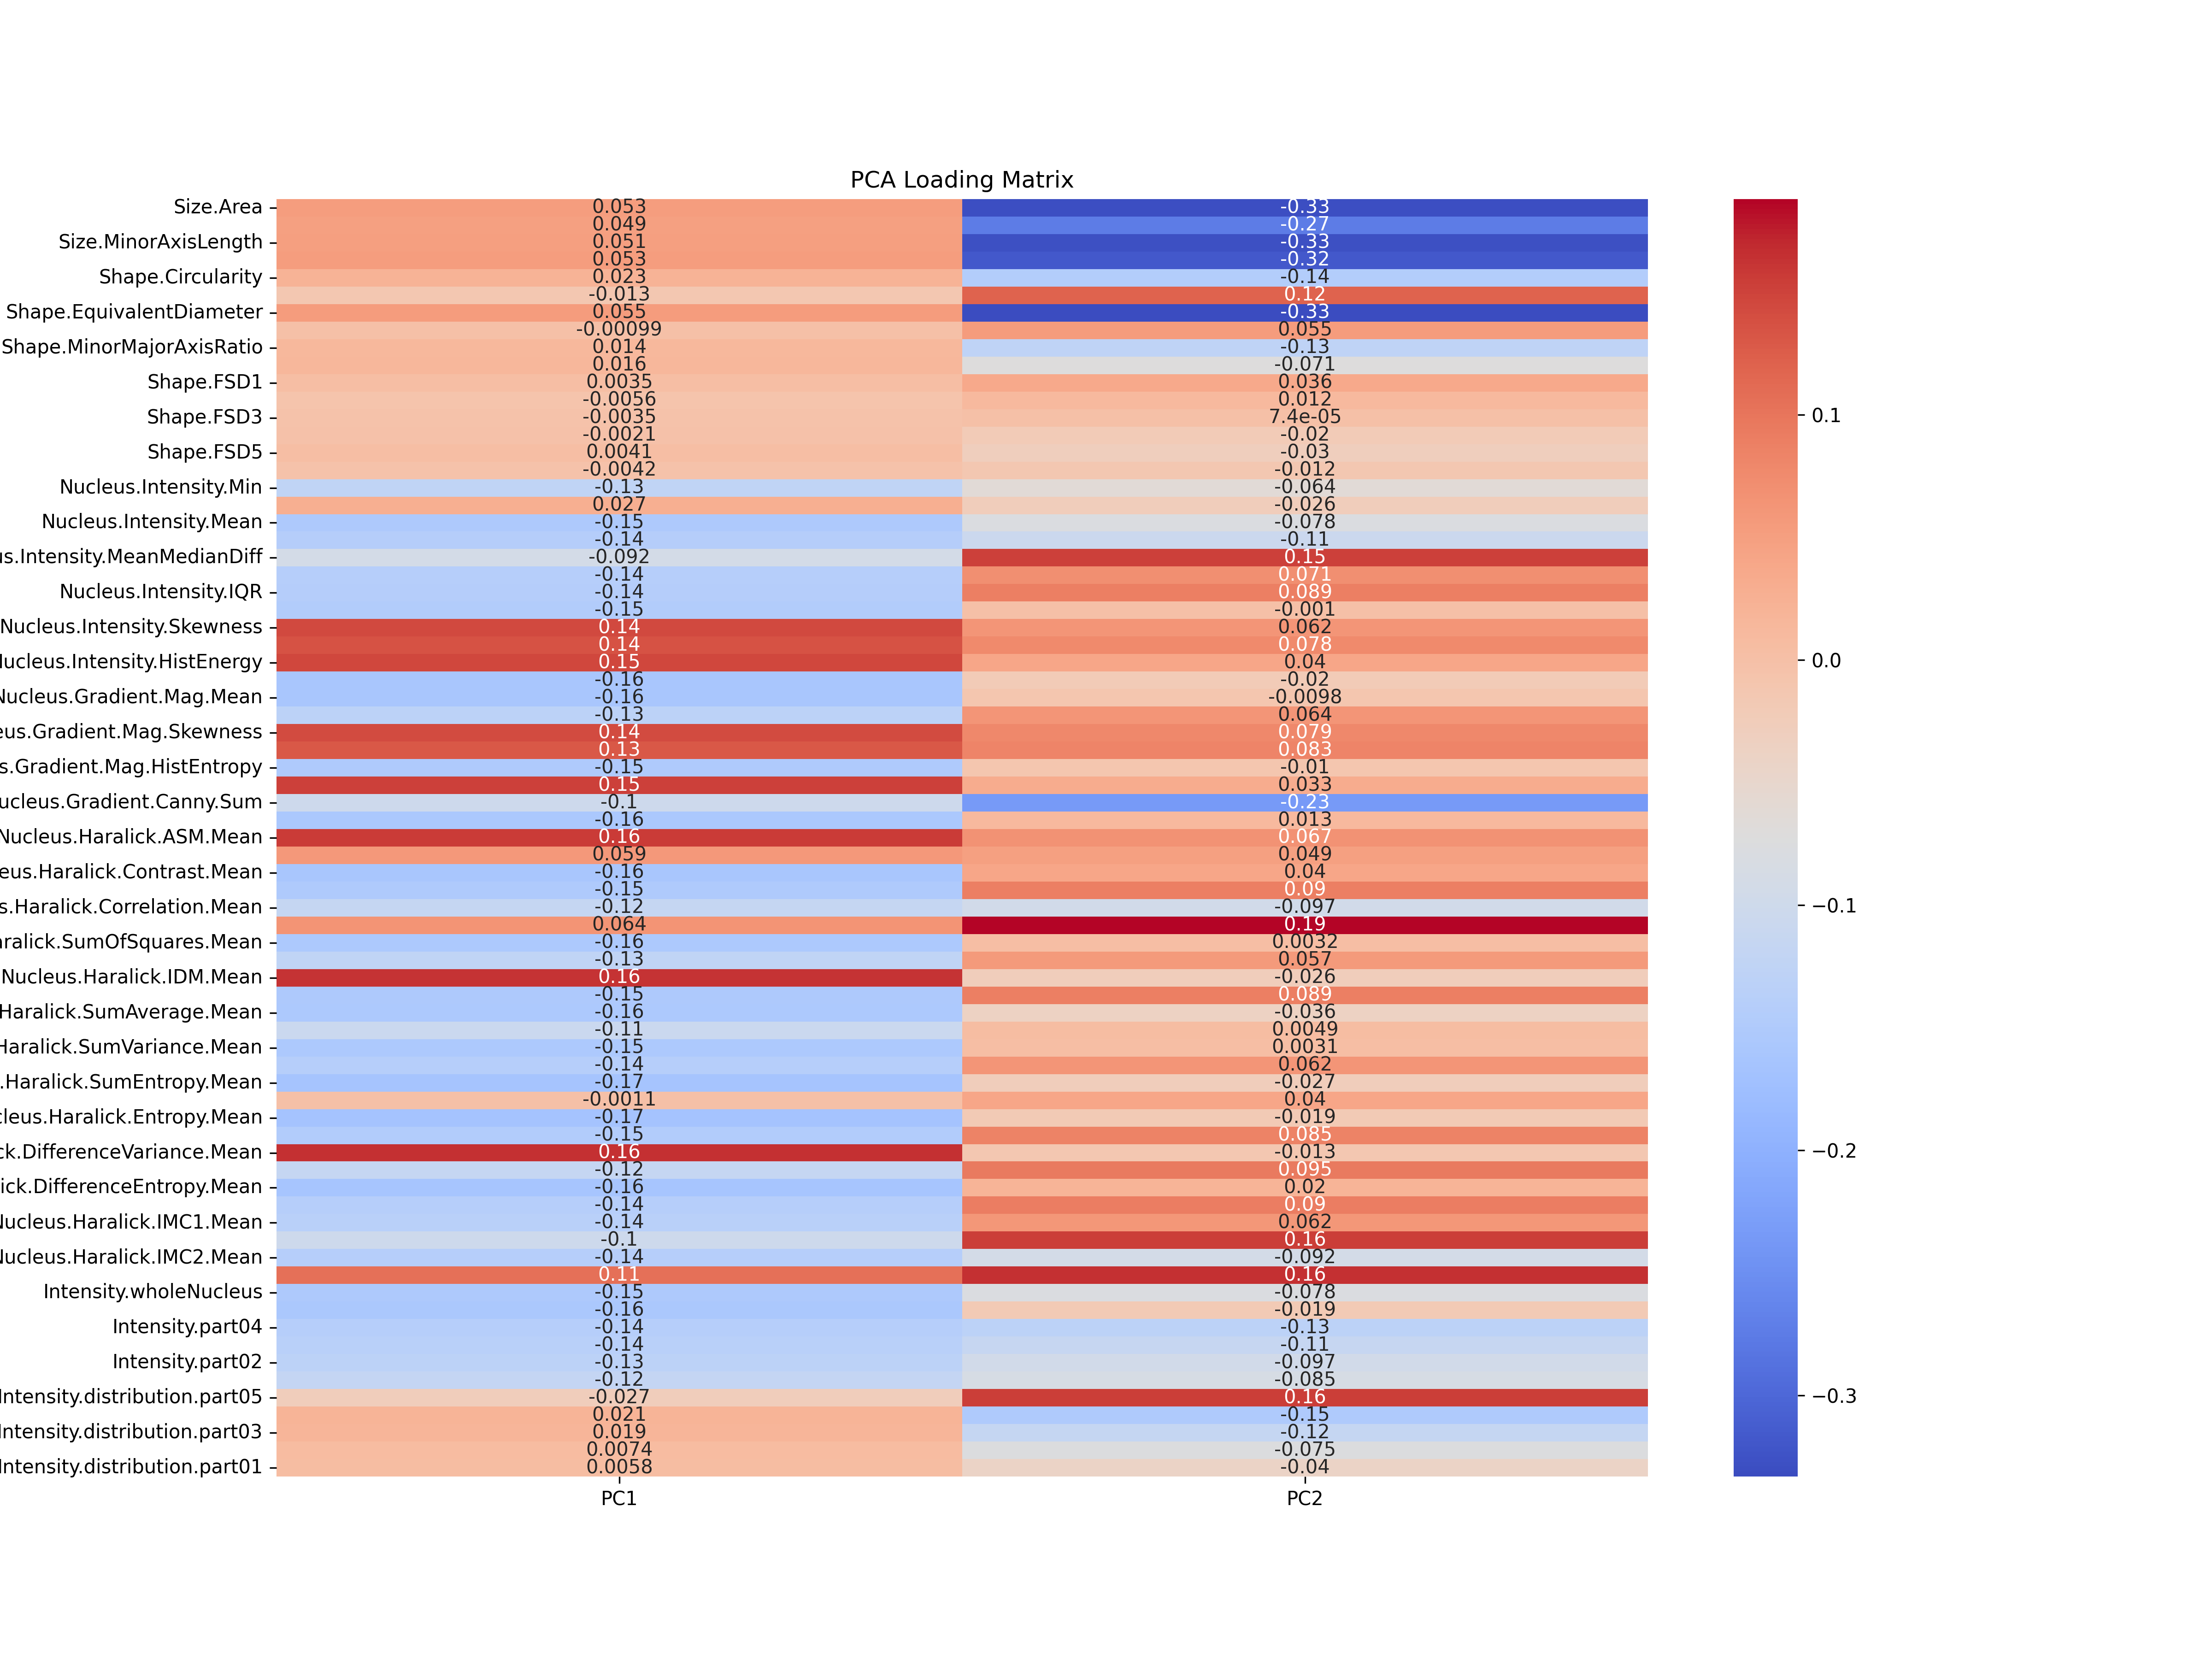 PCA Loading Matrix
Size.Area 0.053 -0.33
0.049 -0.27
Size.MinorAxisLength 0.051 -0.33
0.053 -0.32
Shape.Circularity 0.023 -0.14
-0.013 0.12
Shape.EquivalentDiameter 0.055 -0.33
-0.00099 0.055
Shape.MinorMajorAxisRatio 0.014 -0.13
0.016 -0.071
Shape.FSD1 0.0035 0.036
-0.0056 0.012
Shape.FSD3 -0.0035 7.4e-05
-0.0021 -0.02
Shape.FSD5 0.0041 -0.03
-0.0042 -0.012
Nucleus.Intensity.Min -0.13 -0.064
0.027 -0.026
Nucleus.Intensity.Mean -0.15 -0.078
-0.14 -0.11
us.Intensity.MeanMedianDiff -0.092 0.15
-0.14 0.071
Nucleus.Intensity.IQR -0.14 0.089
-0.15 -0.001
Nucleus.Intensity.Skewness 0.14 0.062
0.14 0.078
Nucleus.Intensity.HistEnergy 0.15 0.04
-0.16 -0.02
Nucleus.Gradient.Mag.Mean -0.16 -0.0098
-0.13 0.064
eus.Gradient.Mag.Skewness 0.14 0.079
0.13 0.083
s.Gradient.Mag.HistEntropy -0.15 -0.01
0.15 0.033
ucleus.Gradient.Canny.Sum -0.1 -0.23
-0.16 0.013
Nucleus.Haralick.ASM.Mean 0.16 0.067
0.059 0.049
eus.Haralick.Contrast.Mean -0.16 0.04
-0.15 0.09
s.Haralick.Correlation.Mean -0.12 -0.097
0.064 0.19
aralick.SumOfSquares.Mean -0.16 0.0032
-0.13 0.057
Nucleus.Haralick.IDM.Mean 0.16 -0.026
-0.15 0.089
Haralick.SumAverage.Mean -0.16 -0.036
-0.11 0.0049
Haralick.SumVariance.Mean -0.15 0.0031
-0.14 0.062
.Haralick.SumEntropy.Mean -0.17 -0.027
-0.0011 0.04
cleus.Haralick.Entropy.Mean -0.17 -0.019
-0.15 0.085
ck.DifferenceVariance.Mean 0.16 -0.013
-0.12 0.095
ick.DifferenceEntropy.Mean -0.16 0.02
-0.14 0.09
Nucleus.Haralick.IMC1.Mean -0.14 0.062
-0.1 0.16
Nucleus.Haralick.IMC2.Mean -0.14 -0.092
0.11 0.16
Intensity.wholeNucleus -0.15 -0.078
-0.16 -0.019
Intensity.part04 -0.14 -0.13
-0.14 -0.11
Intensity.part02 -0.13 -0.097
-0.12 -0.085
Intensity.distribution.part05 -0.027 0.16
0.021 -0.15
Intensity.distribution.part03 0.019 -0.12
0.0074 -0.075
Intensity.distribution.part01 0.0058 -0.04
PC1 PC2
0.1
0.0
−0.1
−0.2
−0.3